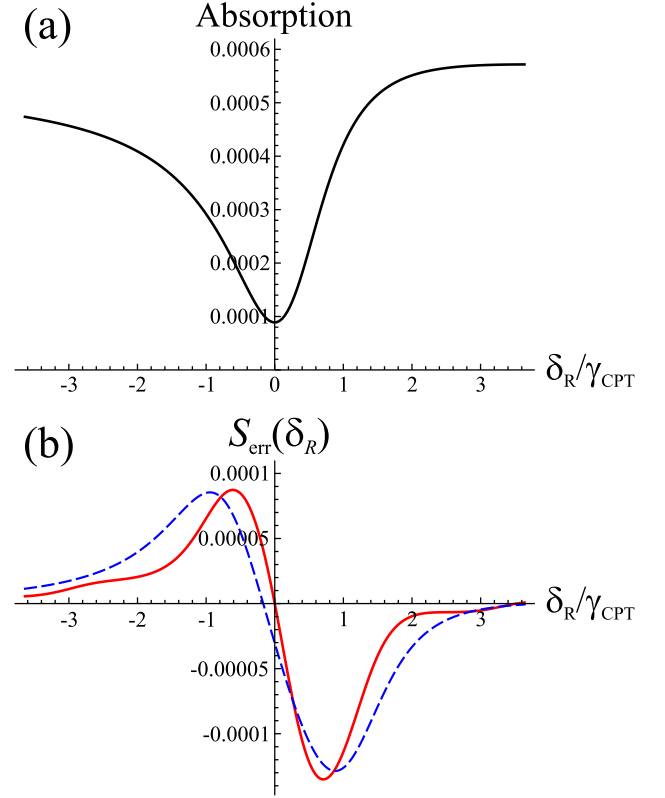 (a)
Absorption
0.0006
0.0005
0.0004
0.0003
0.0002
0.0001
-3 -2 -1 0 1 2 3
δR/γCPT
(b)
Serr(δR)
0.0001
0.00005
-3 -2 -1 1 2 3
δR/γCPT
-0.00005
-0.0001